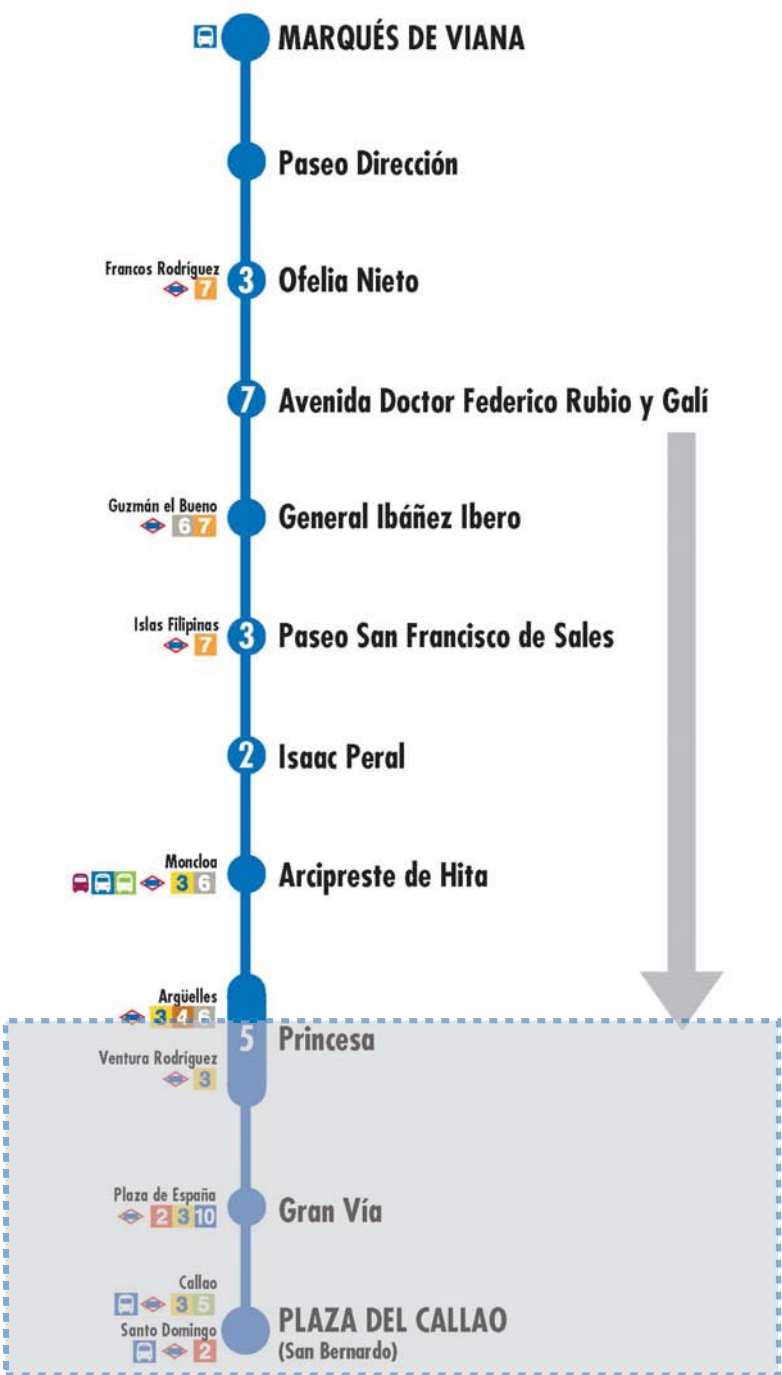 MARQUÉS DE VIANA
Paseo Dirección
Francos Rodríguez
7
3 Ofelia Nieto
7 Avenida Doctor Federico Rubio y Galí
Guzmán el Bueno
6 7
General Ibáñez Ibero
Islas Filipinas
7
3 Paseo San Francisco de Sales
2 Isaac Peral
Moncloa
3 6
Arcipreste de Hita
Argüelles
3 4 6
5 Princesa
Ventura Rodríguez
3
Plaza de España
2 3 10
Gran Vía
Callao
3 5
Santo Domingo
2
PLAZA DEL CALLAO
(San Bernardo)